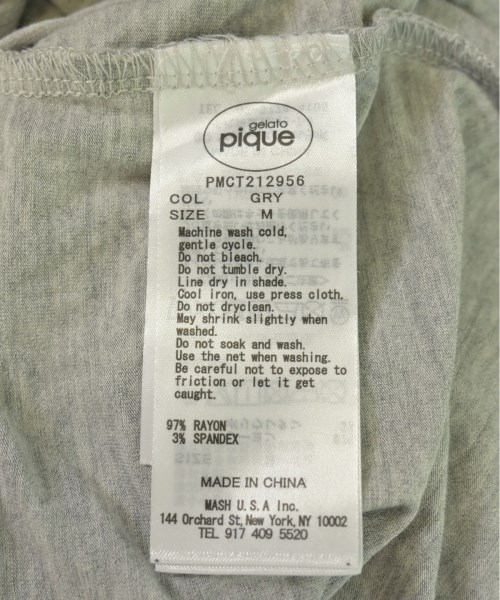 gelato
pique
PMCT212956
COL GRY
SIZE M
Machine wash cold,
gentle cycle.
Do not bleach.
Do not tumble dry.
Line dry in shade.
Cool iron, use press cloth.
Do not dryclean.
May shrink slightly when
washed.
Do not soak and wash.
Use the net when washing.
Be careful not to expose to
friction or let it get
caught.
97% RAYON
3% SPANDEX
MADE IN CHINA
MASH U.S.A Inc.
144 Orchard St, New York, NY 10002
TEL 917 409 5520